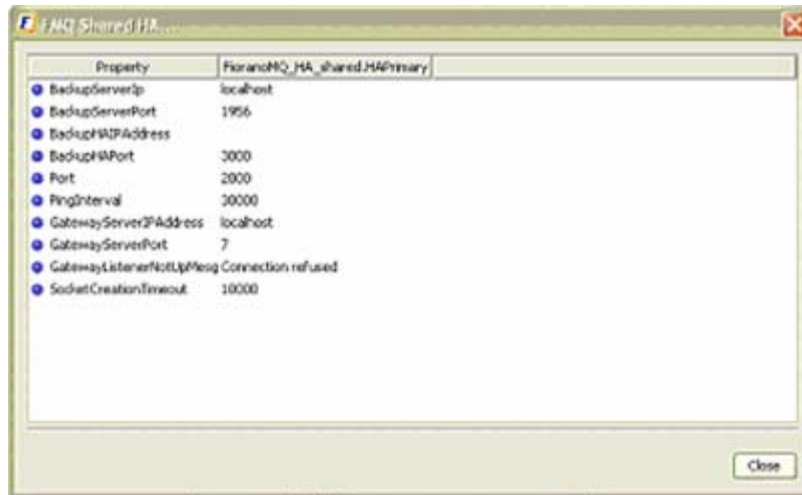 FMQ Shared HA....
Property FioranoMQ_HA_shared.HAPrimary
BackupServerIp localhost
BackupServerPort 1956
BackupHAIPAddress
BackupHAPort 3000
Port 2000
PingInterval 30000
GatewayServerIPAddress localhost
GatewayServerPort 7
GatewayListenerNotUpMesg Connection refused
SocketCreationTimeout 10000
Close